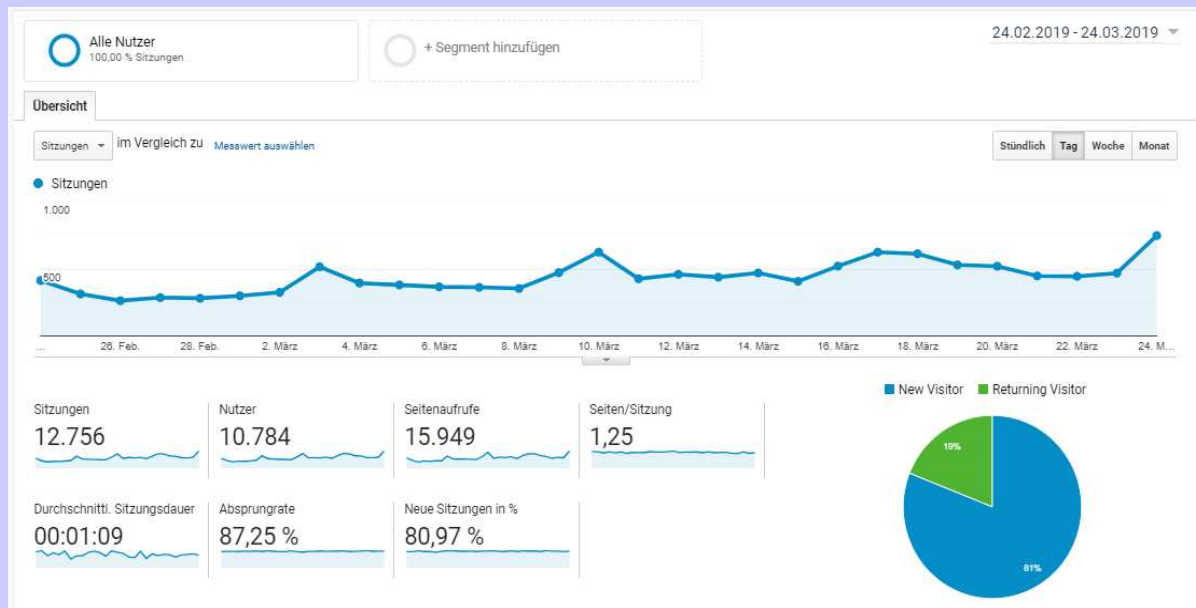 Alle Nutzer
100,00 % Sitzungen
+ Segment hinzufügen
24.02.2019 - 24.03.2019
Übersicht
Sitzungen im Vergleich zu Messwert auswählen
Stündlich Tag Woche Monat
Sitzungen
1.000
500
... 26. Feb. 28. Feb. 2. März 4. März 6. März 8. März 10. März 12. März 14. März 16. März 18. März 20. März 22. März 24. M...
New Visitor Returning Visitor
Sitzungen Nutzer Seitenaufrufe Seiten/Sitzung
12.756 10.784 15.949 1,25
19%
Durchschnittl. Sitzungsdauer Absprungrate Neue Sitzungen in %
00:01:09 87,25 % 80,97 %
81%